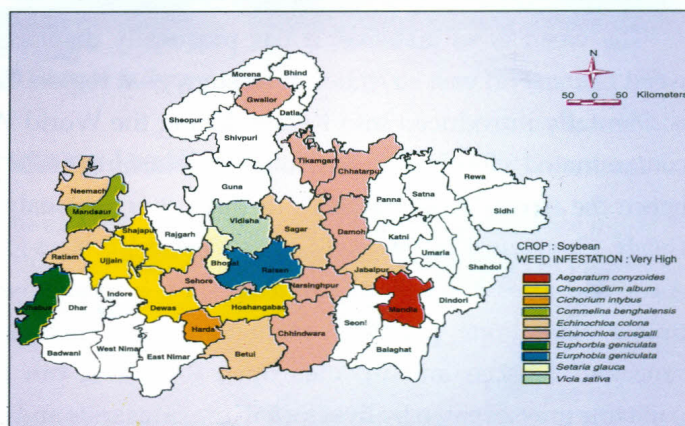 N
50 0 50 Kilometers
Morena
Bhind
Gwalior
Datia
Sheopur
Shivpuri
Tikamgarh
Chhatarpur
Neemach
Mandsaur
Guna
Panna
Satna
Rewa
Sidhi
Shajapur
Rajgarh
Vidisha
Sagar
Damoh
Katni
Umaria
Shahdol
Ratlam
Ujjain
Bhopal
Raisen
Jabalpur
Sehore
Narsinghpur
Mandla
Dindori
Dhar
Indore
Dewas
Hoshangabad
Harda
Chhindwara
Seoni
Balaghat
Badwani
West Nimar
East Nimar
Betul
CROP : Soybean
WEED INFESTATION : Very High
Aegeratum conyzoides
Chenopodium album
Cichorium intybus
Commelina benghalensis
Echinochloa colona
Echinochloa crusgalli
Euphorbia geniculata
Eurphobia geniculata
Setaria glauca
Vicia sativa